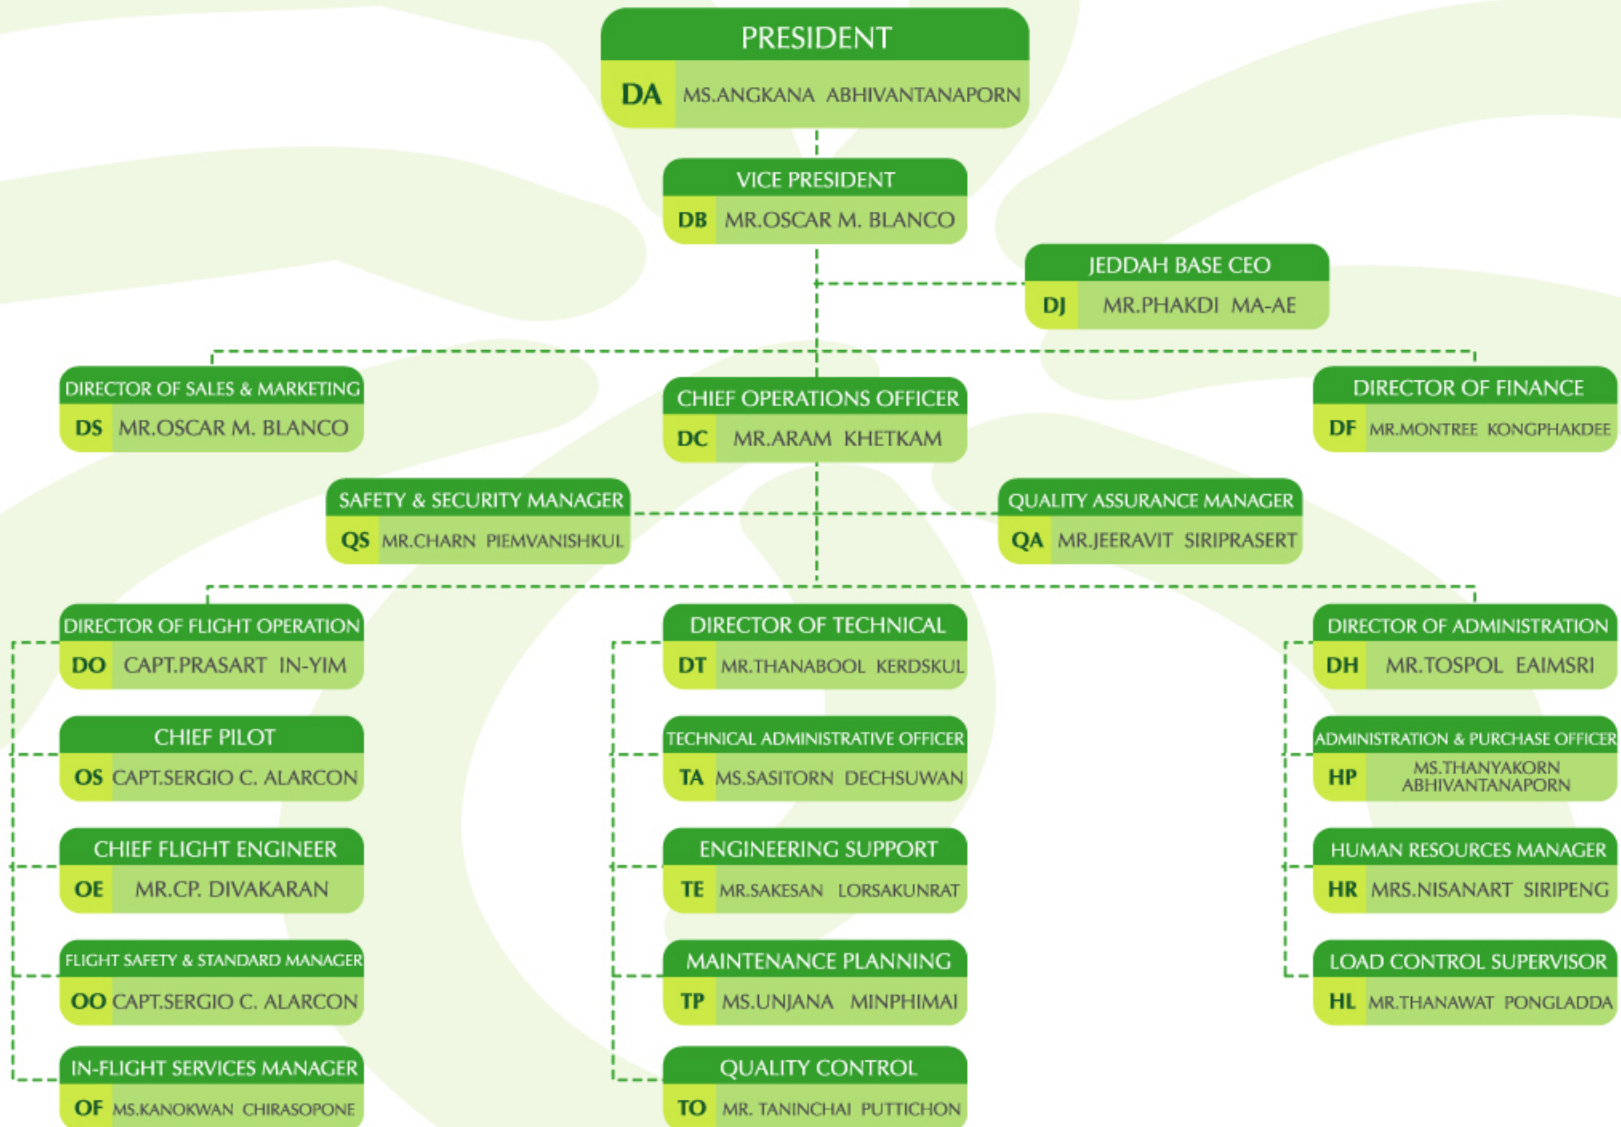 PRESIDENT
DA MS.ANGKANA ABHIVANTANAPORN
VICE PRESIDENT
DB MR.OSCAR M. BLANCO
JEDDAH BASE CEO
DJ MR.PHAKDI MA-AE
DIRECTOR OF SALES & MARKETING
DS MR.OSCAR M. BLANCO
CHIEF OPERATIONS OFFICER
DC MR.ARAM KHETKAM
DIRECTOR OF FINANCE
DF MR.MONTREE KONGPHAKDEE
SAFETY & SECURITY MANAGER
QS MR.CHARN PIEMVANISHKUL
QUALITY ASSURANCE MANAGER
QA MR.JEERAVIT SIRIPRASERT
DIRECTOR OF FLIGHT OPERATION
DO CAPT.PRASART IN-YIM
CHIEF PILOT
OS CAPT.SERGIO C. ALARCON
CHIEF FLIGHT ENGINEER
OE MR.CP. DIVAKARAN
FLIGHT SAFETY & STANDARD MANAGER
OO CAPT.SERGIO C. ALARCON
IN-FLIGHT SERVICES MANAGER
OF MS.KANOKWAN CHIRASOPONE
DIRECTOR OF TECHNICAL
DT MR.THANABOOL KERDSKUL
TECHNICAL ADMINISTRATIVE OFFICER
TA MS.SASITORN DECHSUWAN
ENGINEERING SUPPORT
TE MR.SAKESAN LORSAKUNRAT
MAINTENANCE PLANNING
TP MS.UNJANA MINPHIMAI
QUALITY CONTROL
TO MR. TANINCHAI PUTTICHON
DIRECTOR OF ADMINISTRATION
DH MR.TOSPOL EAIMSRI
ADMINISTRATION & PURCHASE OFFICER
HP MS.THANYAKORN
ABHIVANTANAPORN
HUMAN RESOURCES MANAGER
HR MRS.NISANART SIRIPENG
LOAD CONTROL SUPERVISOR
HL MR.THANAWAT PONGLADDA